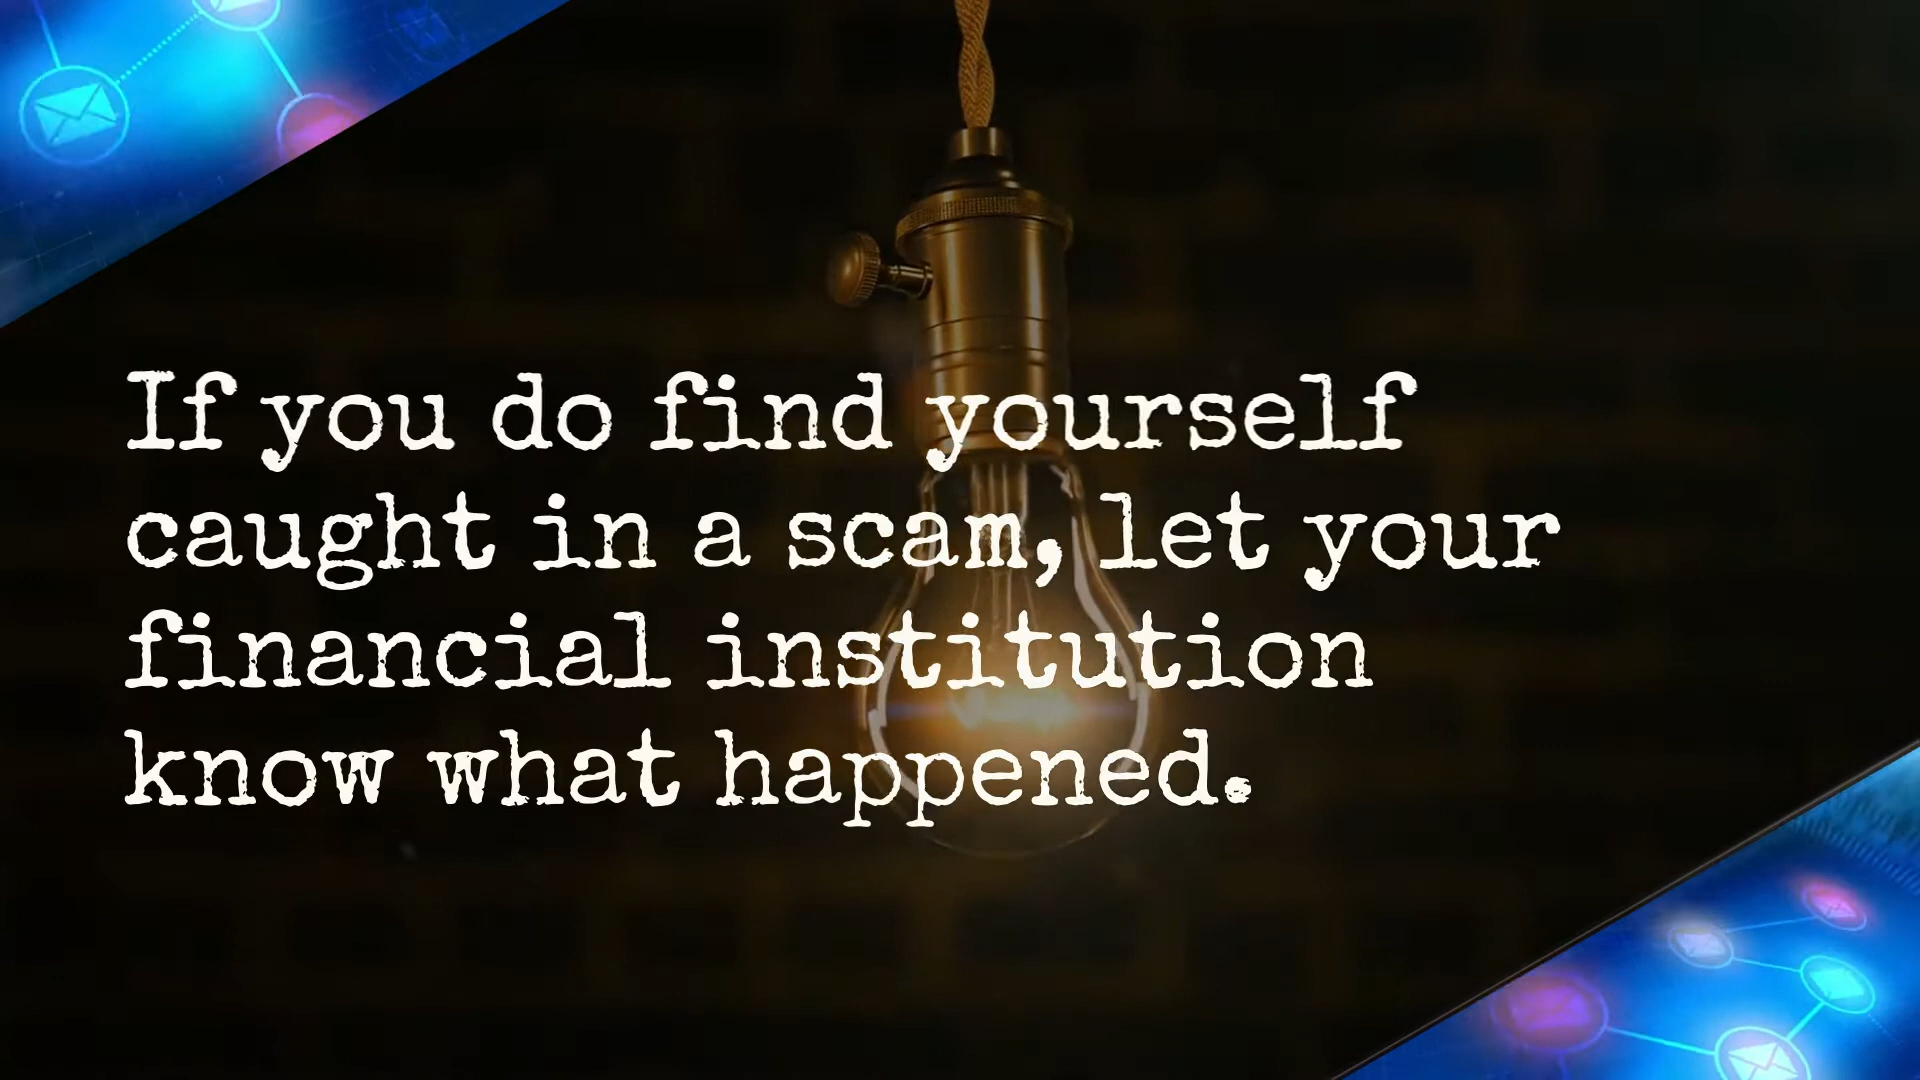 If you do find yourself
caught in a scam, let your
financial institution
know what happened.